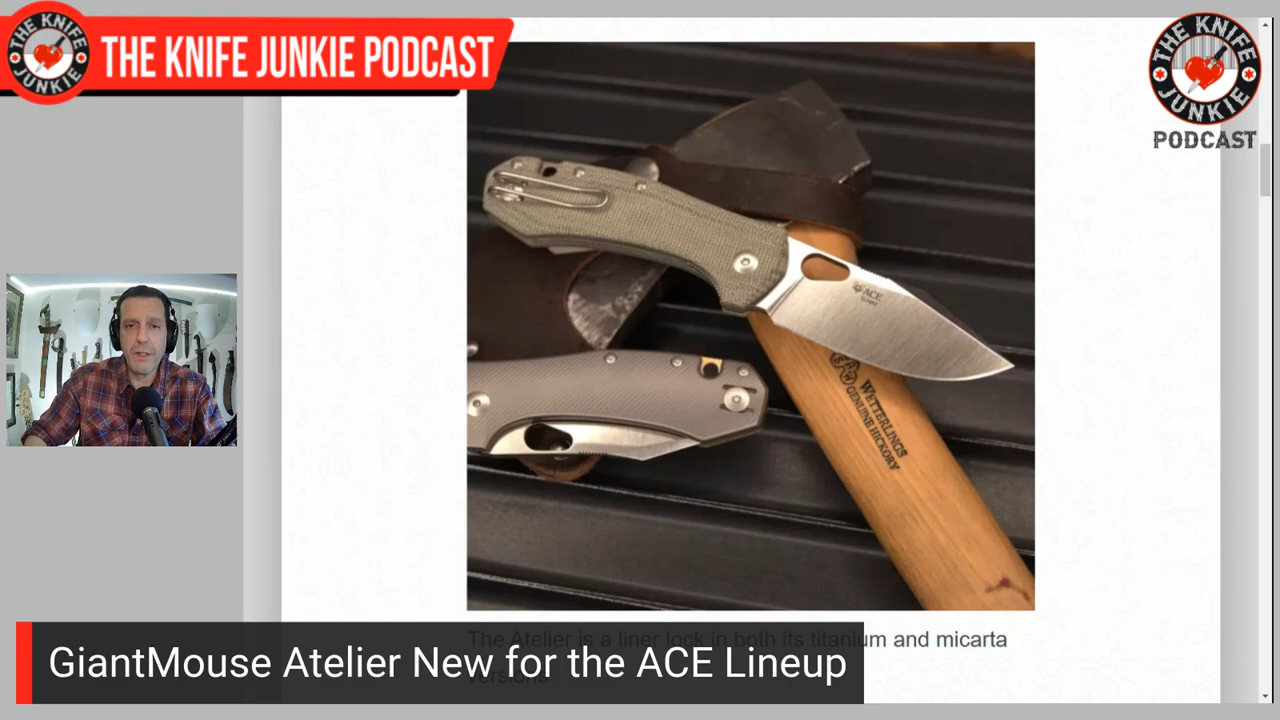 THE KNIFE JUNKIE
THE KNIFE JUNKIE PODCAST
THE KNIFE JUNKIE
PODCAST
ACE
WETTERLINGS
GENUINE HICKORY
The Atelier is a liner lock in both its titanium and micarta
versions
GiantMouse Atelier New for the ACE Lineup